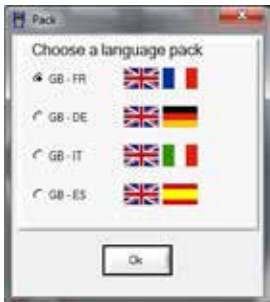 Pack
Choose a language pack
GB - FR
GB - DE
GB - IT
GB - ES
Ok